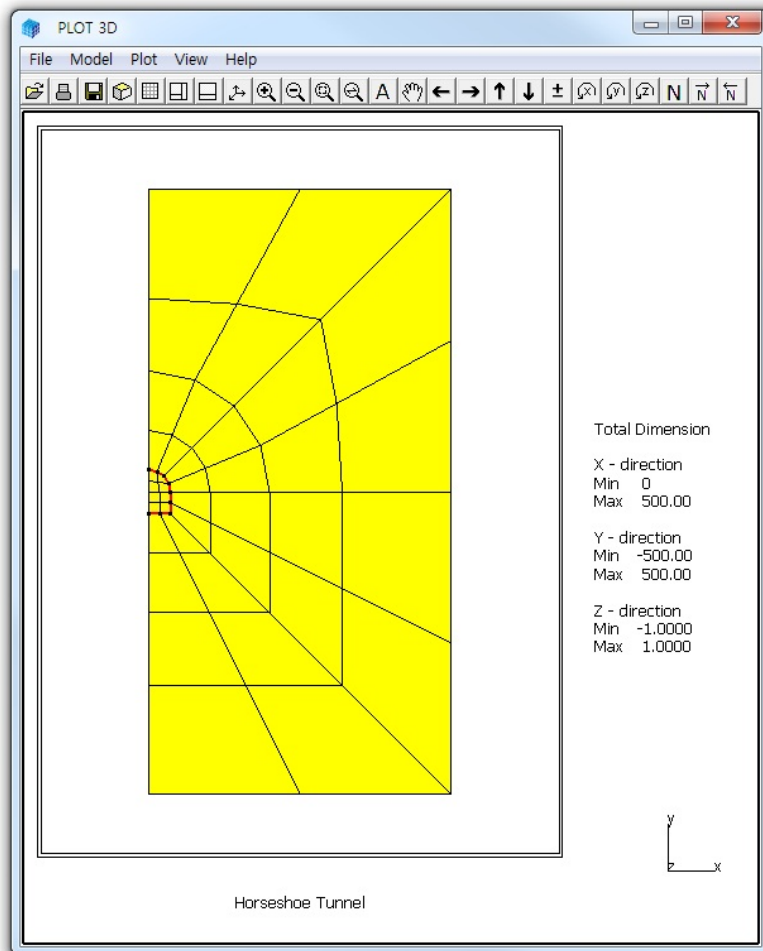 PLOT 3D
File Model Plot View Help
A ± x y z N N N
Total Dimension
X - direction
Min 0
Max 500.00
Y - direction
Min -500.00
Max 500.00
Z - direction
Min -1.0000
Max 1.0000
y
z x
Horseshoe Tunnel